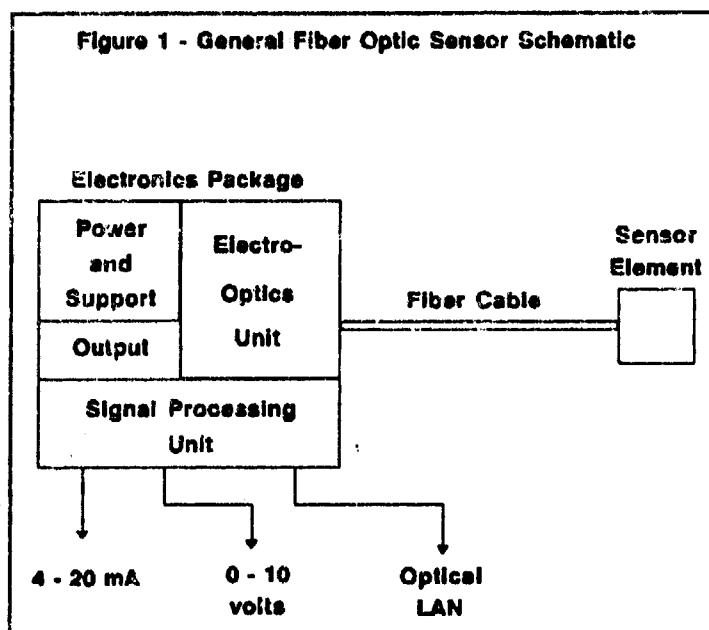 Figure 1 - General Fiber Optic Sensor Schematic
Electronics Package
Power
and
Support
Electro-
Optics
Unit
Output
Signal Processing
Unit
Fiber Cable
Sensor
Element
4 - 20 mA
0 - 10
volts
Optical
LAN